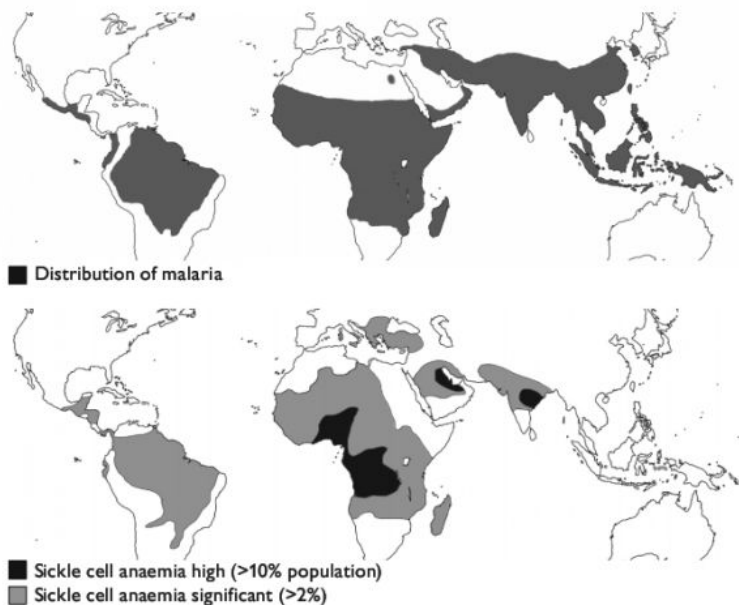 Distribution of malaria
Sickle cell anaemia high (>10% population)
Sickle cell anaemia significant (>2%)